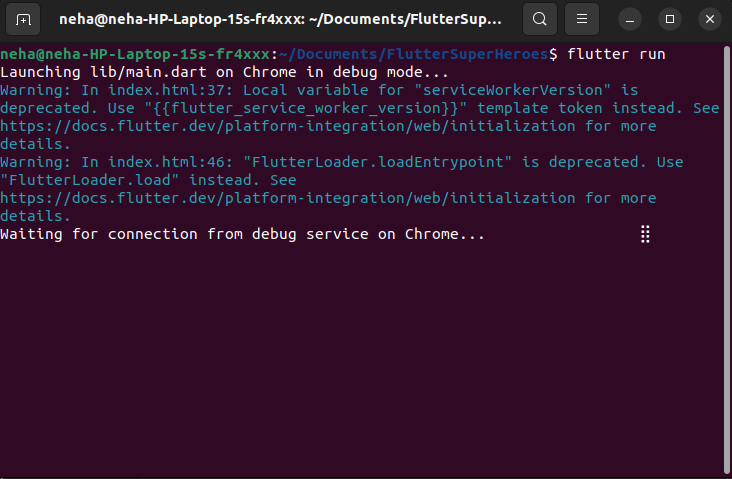 neha@neha-HP-Laptop-15s-fr4xxx: ~/Documents/FlutterSup...
neha@neha-HP-Laptop-15s-fr4xxx:~/Documents/FlutterSuperHeroes$ flutter run
Launching lib/main.dart on Chrome in debug mode...
Warning: In index.html:37: Local variable for "serviceWorkerVersion" is
deprecated. Use "{{flutter_service_worker_version}}" template token instead. See
https://docs.flutter.dev/platform-integration/web/initialization for more
details.
Warning: In index.html:46: "FlutterLoader.loadEntrypoint" is deprecated. Use
"FlutterLoader.load" instead. See
https://docs.flutter.dev/platform-integration/web/initialization for more
details.
Waiting for connection from debug service on Chrome... ⣿